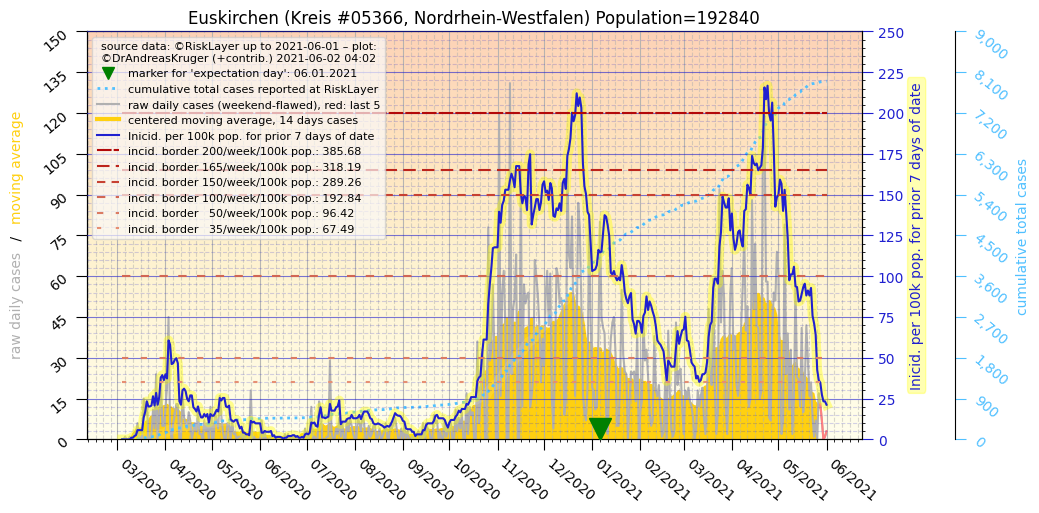 Euskirchen (Kreis #05366, Nordrhein-Westfalen) Population=192840
source data: ©RiskLayer up to 2021-06-01 – plot:
©DrAndreasKruger (+contrib.) 2021-06-02 04:02
marker for 'expectation day': 06.01.2021
cumulative total cases reported at RiskLayer
raw daily cases (weekend-flawed), red: last 5
centered moving average, 14 days cases
Inicid. per 100k pop. for prior 7 days of date
incid. border 200/week/100k pop.: 385.68
incid. border 165/week/100k pop.: 318.19
incid. border 150/week/100k pop.: 289.26
incid. border 100/week/100k pop.: 192.84
incid. border   50/week/100k pop.: 96.42
incid. border   35/week/100k pop.: 67.49
raw daily cases / moving average
150
135
120
105
90
75
60
45
30
15
0
03/2020
04/2020
05/2020
06/2020
07/2020
08/2020
09/2020
10/2020
11/2020
12/2020
01/2021
02/2021
03/2021
04/2021
05/2021
06/2021
250
225
200
175
150
125
100
75
50
25
0
Inicid. per 100k pop. for prior 7 days of date
9,000
8,100
7,200
6,300
5,400
4,500
3,600
2,700
1,800
900
0
cumulative total cases